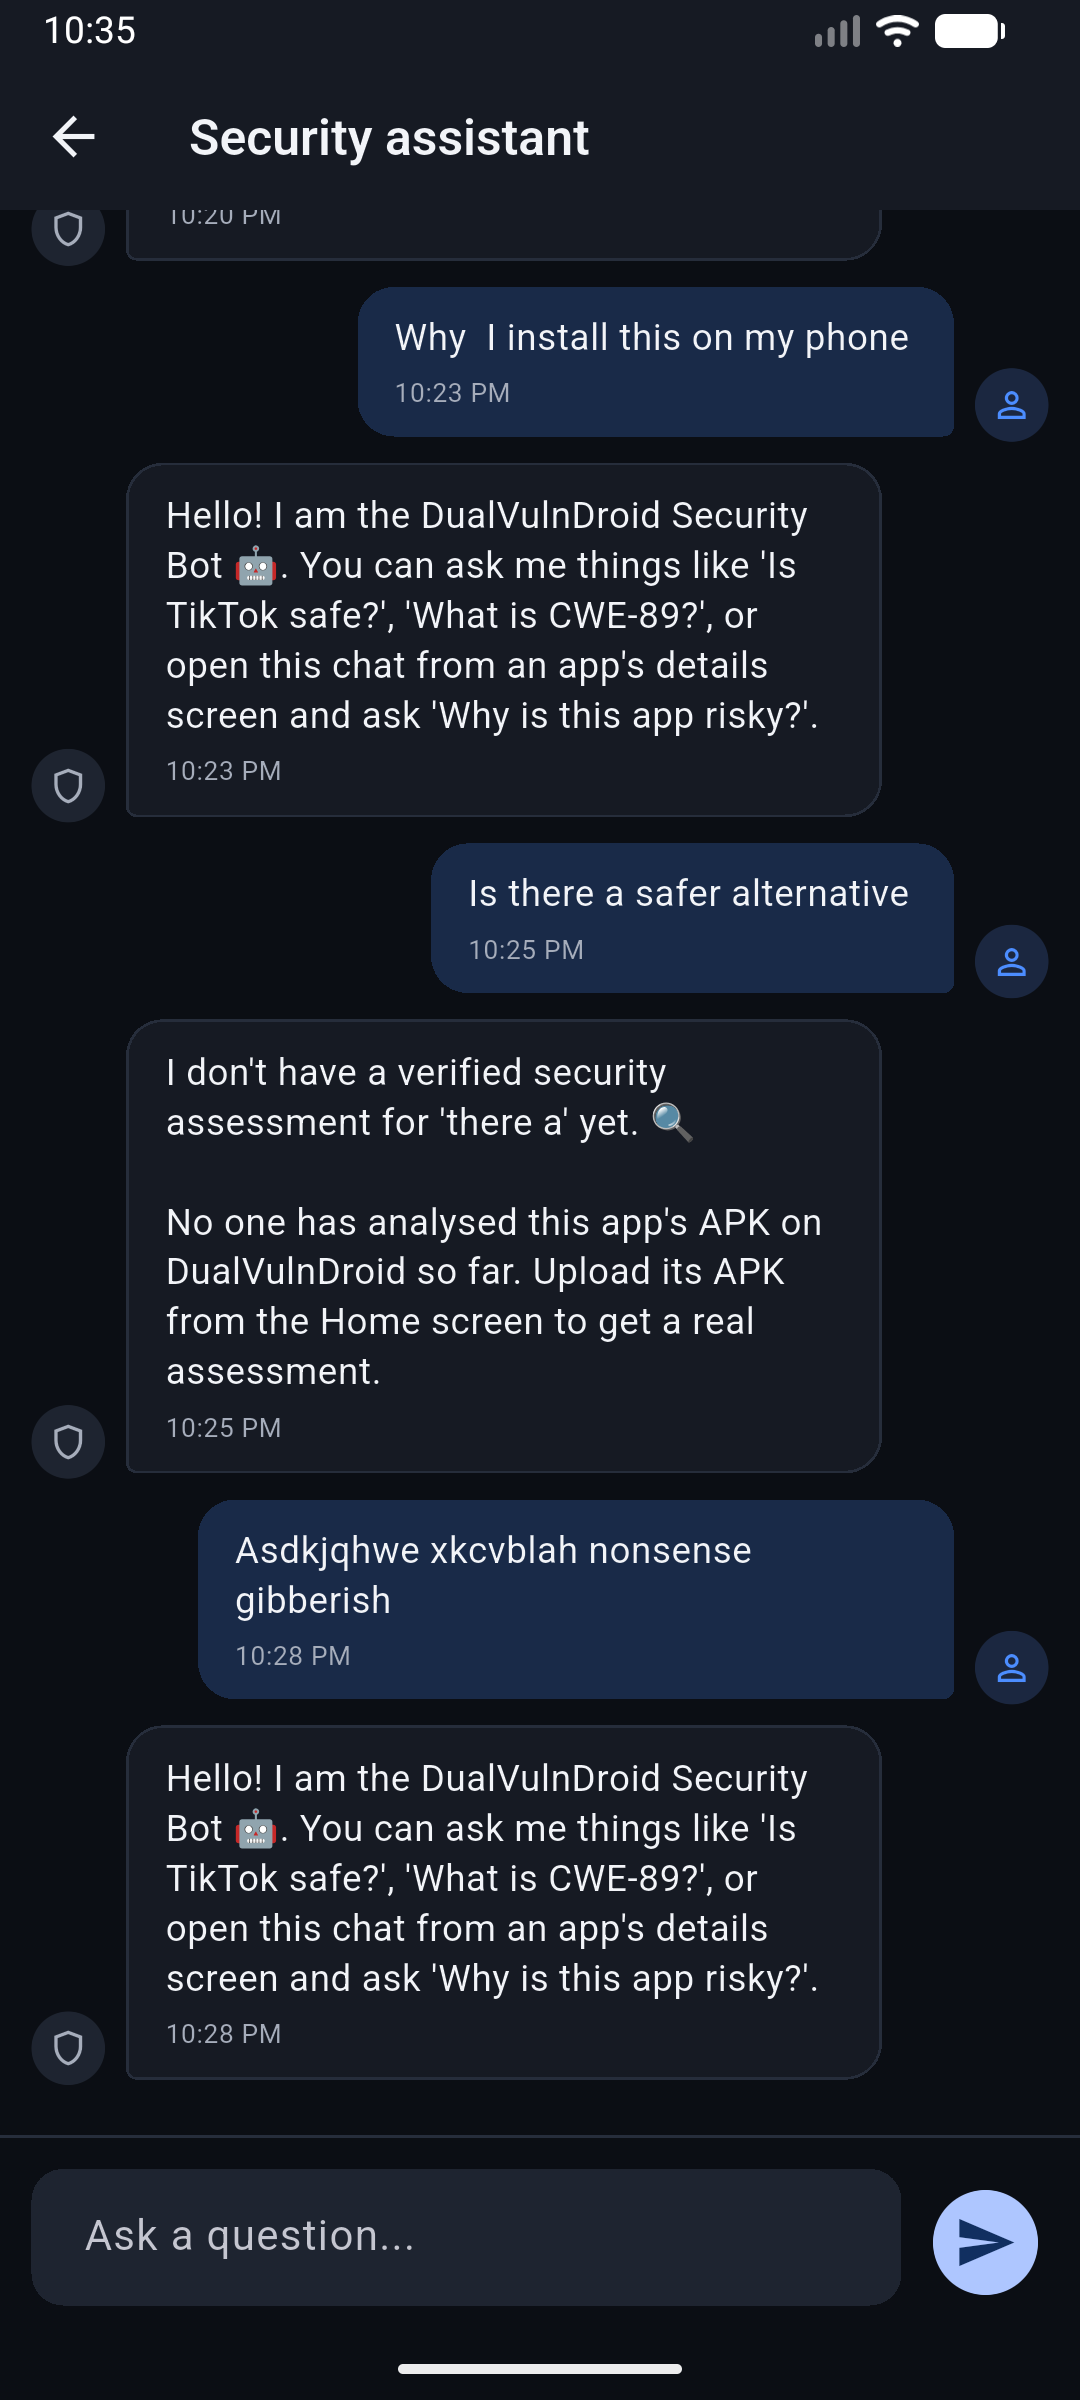 10:35
Security assistant
10:20 PM
Why  I install this on my phone
10:23 PM
Hello! I am the DualVulnDroid Security
Bot 🤖. You can ask me things like 'Is
TikTok safe?', 'What is CWE-89?', or
open this chat from an app's details
screen and ask 'Why is this app risky?'.
10:23 PM
Is there a safer alternative
10:25 PM
I don't have a verified security
assessment for 'there a' yet. 🔍
No one has analysed this app's APK on
DualVulnDroid so far. Upload its APK
from the Home screen to get a real
assessment.
10:25 PM
Asdkjqhwe xkcvblah nonsense
gibberish
10:28 PM
Hello! I am the DualVulnDroid Security
Bot 🤖. You can ask me things like 'Is
TikTok safe?', 'What is CWE-89?', or
open this chat from an app's details
screen and ask 'Why is this app risky?'.
10:28 PM
Ask a question...